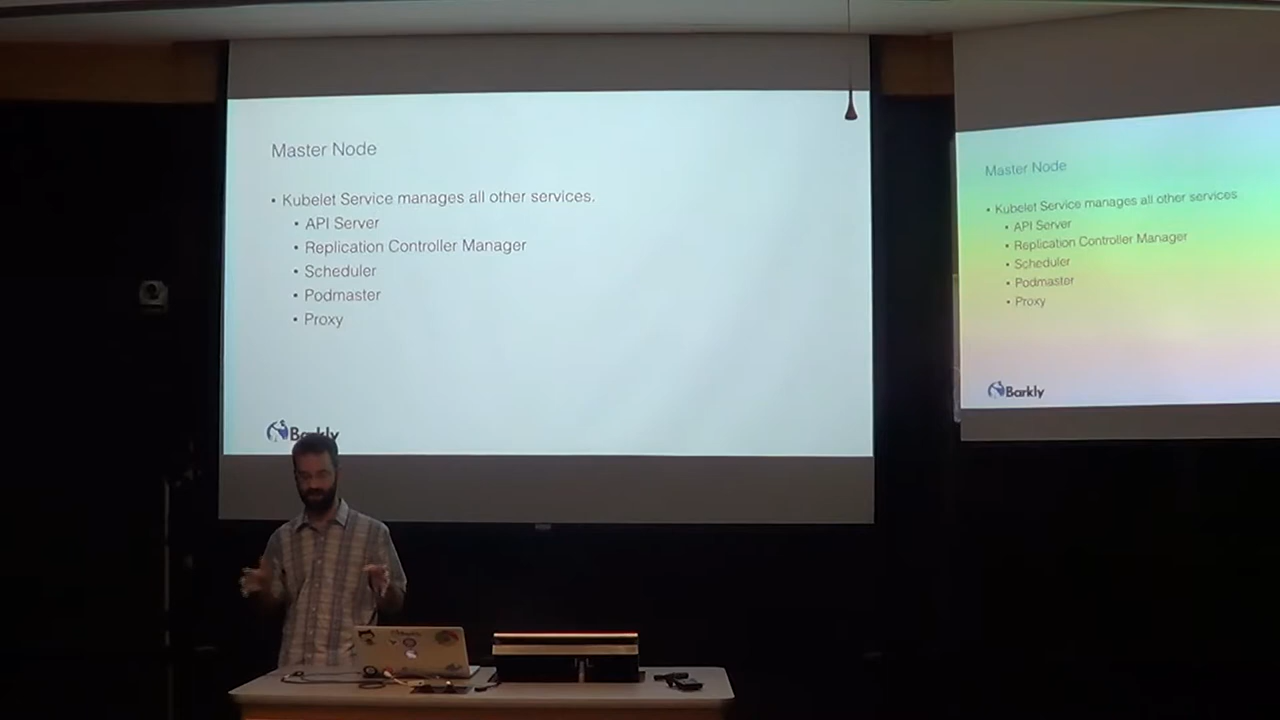 Master Node
• Kubelet Service manages all other services.
• API Server
• Replication Controller Manager
• Scheduler
• Podmaster
• Proxy
Barkly
Master Node
• Kubelet Service manages all other services
• API Server
• Replication Controller Manager
• Scheduler
• Podmaster
• Proxy
Barkly